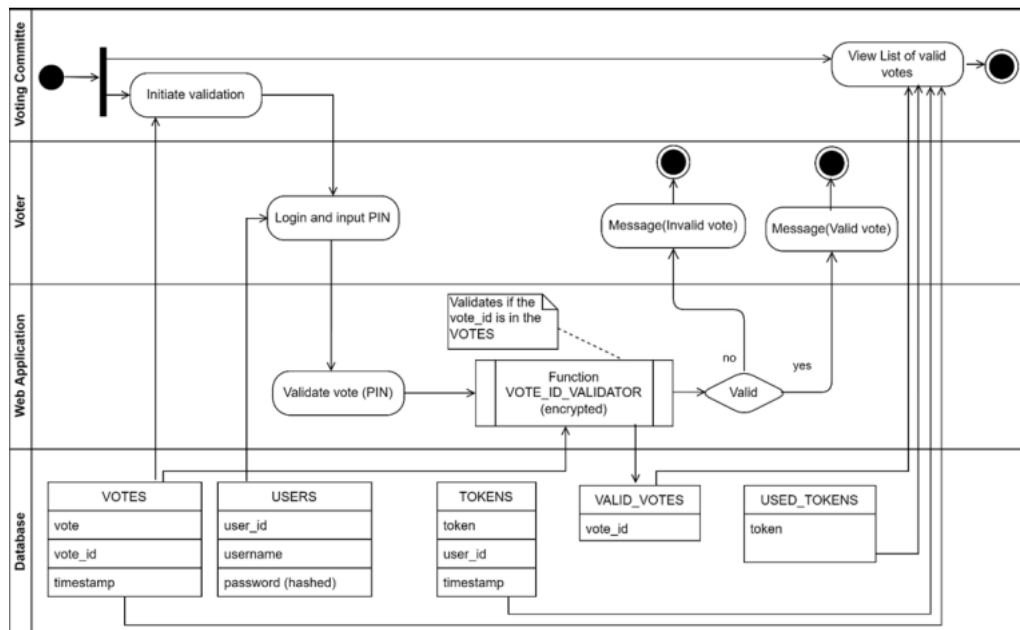 Voting Committe
View List of valid
votes
Initiate validation
Voter
Login and input PIN
Message(Invalid vote)
Message(Valid vote)
Web Application
Validates if the
vote_id is in the
VOTES
no
yes
Validate vote (PIN)
Function
VOTE_ID_VALIDATOR
(encrypted)
Valid
Database
VOTES
vote
vote_id
timestamp
USERS
user_id
username
password (hashed)
TOKENS
token
user_id
timestamp
VALID_VOTES
vote_id
USED_TOKENS
token